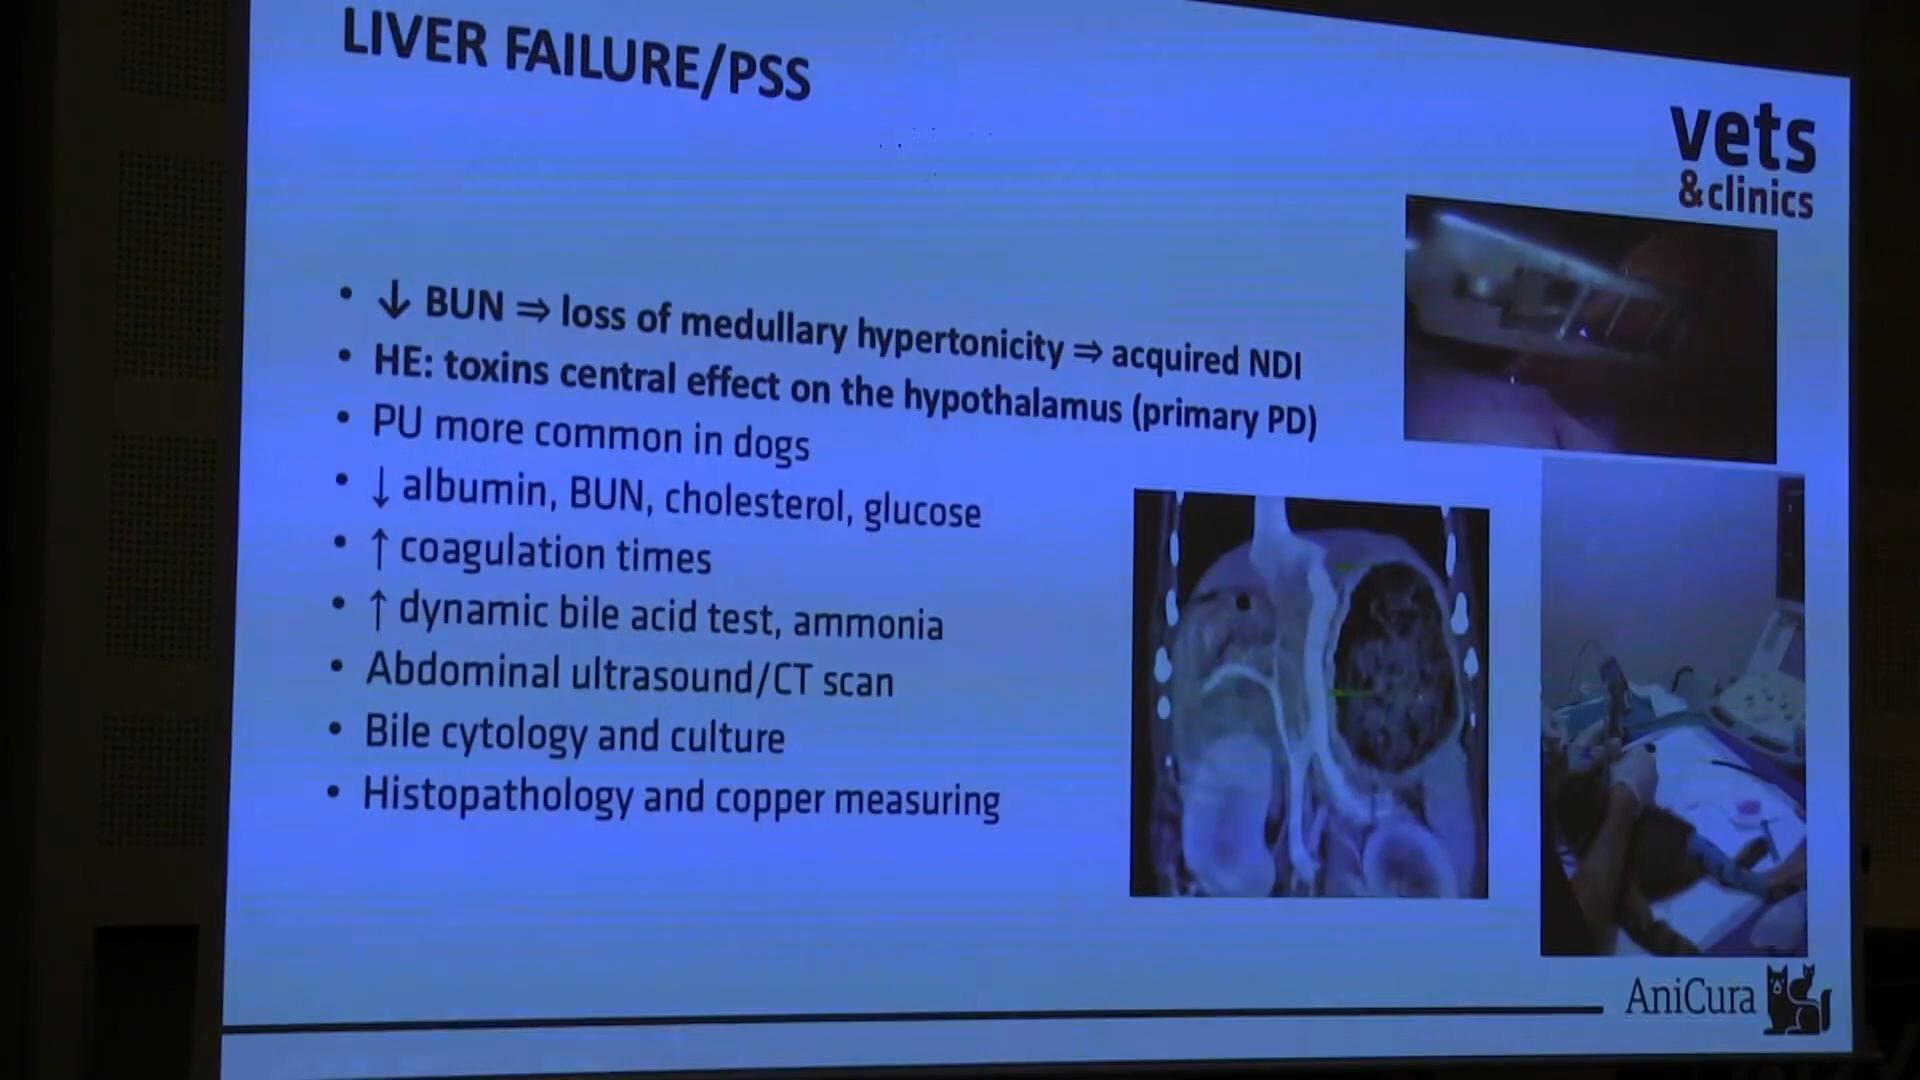 LIVER FAILURE/PSS
vets
&clinics
• ↓ BUN ⇒ loss of medullary hypertonicity ⇒ acquired NDI
• HE: toxins central effect on the hypothalamus (primary PD)
• PU more common in dogs
• ↓ albumin, BUN, cholesterol, glucose
• ↑ coagulation times
• ↑ dynamic bile acid test, ammonia
• Abdominal ultrasound/CT scan
• Bile cytology and culture
• Histopathology and copper measuring
AniCura